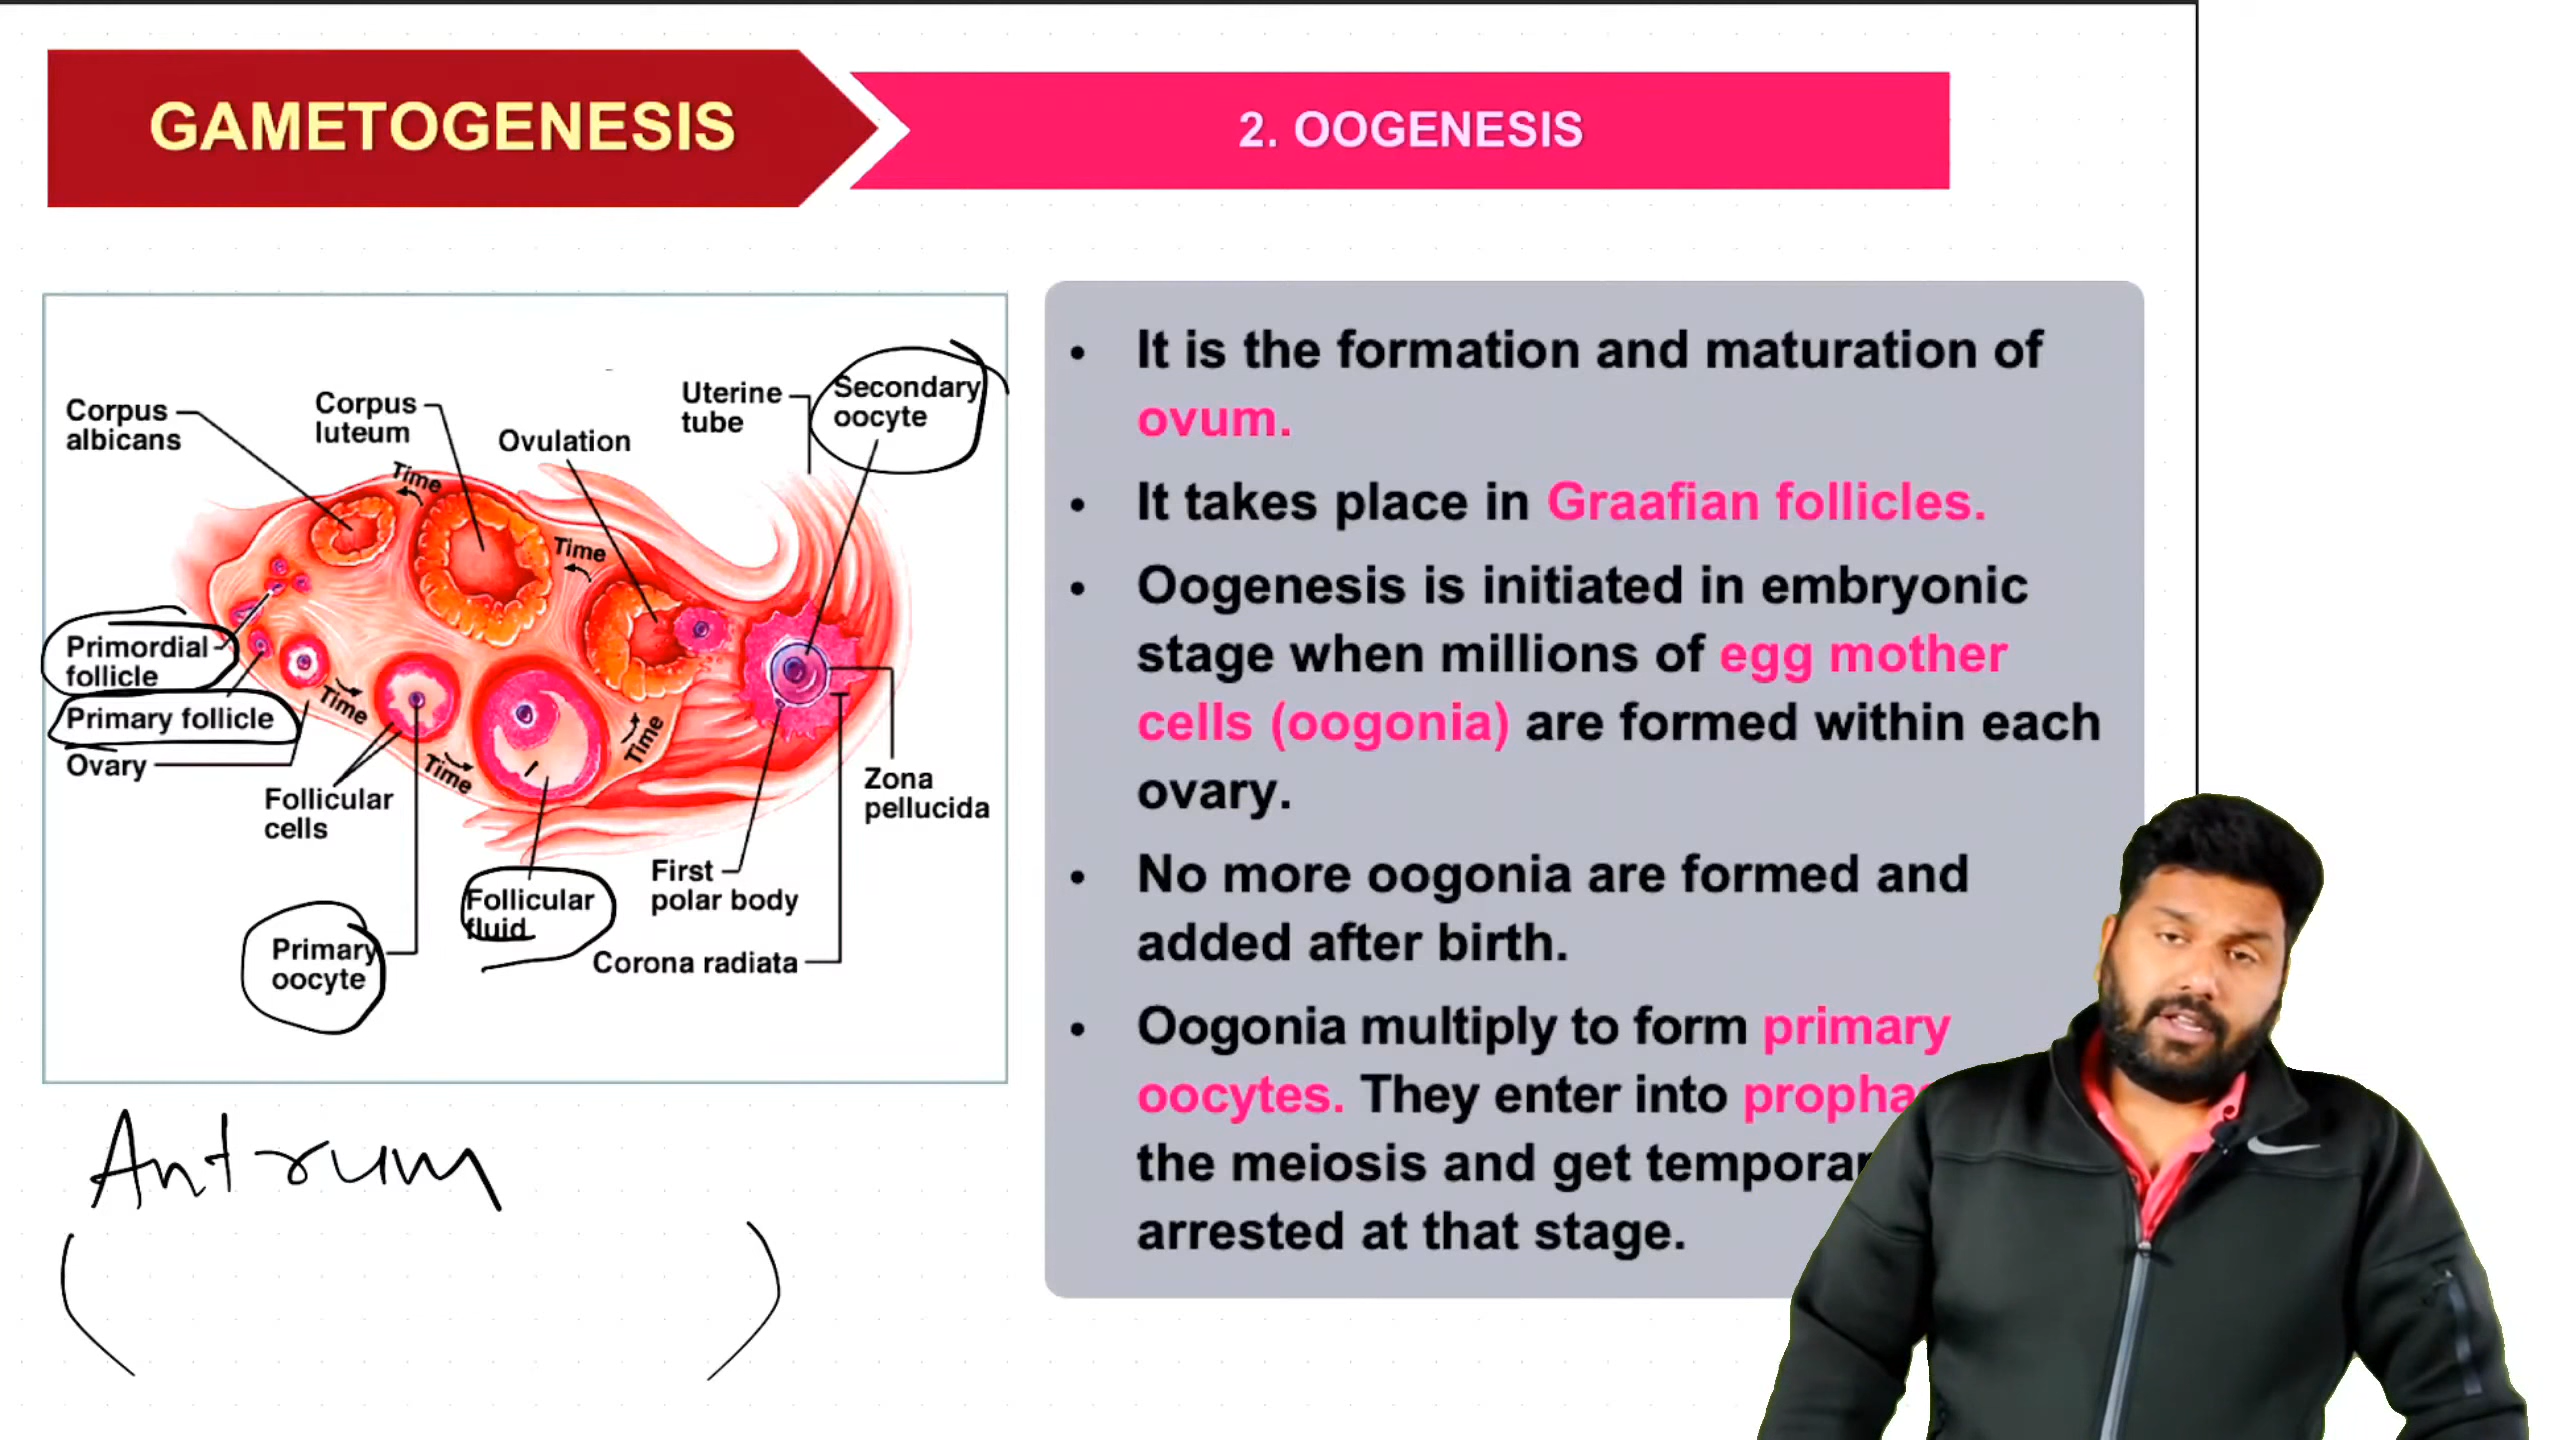 GAMETOGENESIS
2. OOGENESIS
Corpus
albicans
Corpus
luteum
Ovulation
Uterine
tube
Secondary
oocyte
Time
Time
Primordial
follicle
Primary follicle
Ovary
Time
Time
Time
Follicular
cells
Primary
oocyte
Follicular
fluid
First
polar body
Corona radiata
Zona
pellucida
Antrum
• It is the formation and maturation of
ovum.
• It takes place in Graafian follicles.
• Oogenesis is initiated in embryonic
stage when millions of egg mother
cells (oogonia) are formed within each
ovary.
• No more oogonia are formed and
added after birth.
• Oogonia multiply to form primary
oocytes. They enter into
the meiosis and get
arrested at that stage.